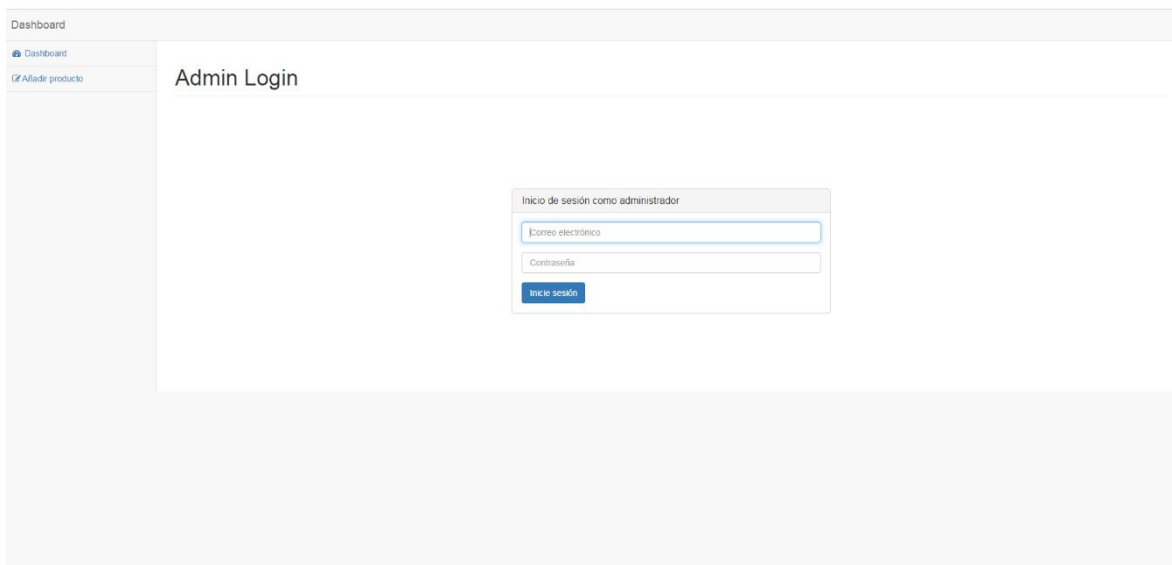 Dashboard
Dashboard
Añadir producto
Admin Login
Inicio de sesión como administrador
Correo electrónico
Contraseña
Inicie sesión